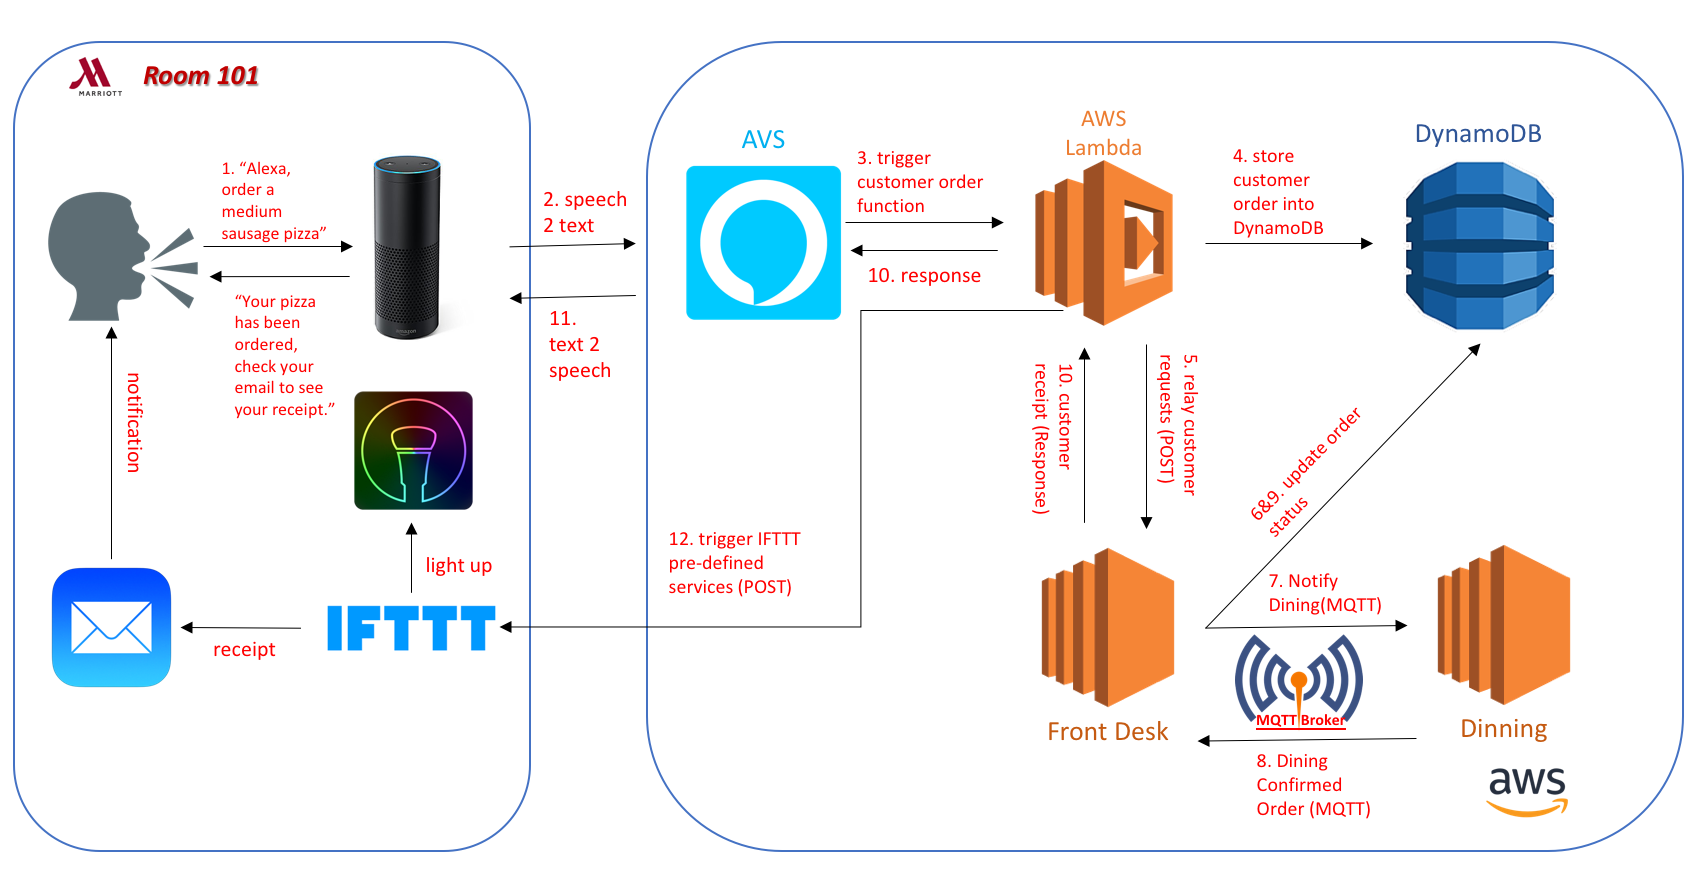 MARRIOTT
Room 101
1. “Alexa,
order a
medium
sausage pizza”
“Your pizza
has been
ordered,
check your
email to see
your receipt.”
notification
light up
IFTTT
receipt
2. speech
2 text
11.
text 2
speech
AVS
3. trigger
customer order
function
10. response
AWS
Lambda
4. store
customer
order into
DynamoDB
DynamoDB
10. customer
receipt (Response)
5. relay customer
requests (POST)
6&9. update order
status
12. trigger IFTTT
pre-defined
services (POST)
7. Notify
Dining(MQTT)
MQTT Broker
Front Desk
Dinning
8. Dining
Confirmed
Order (MQTT)
aws